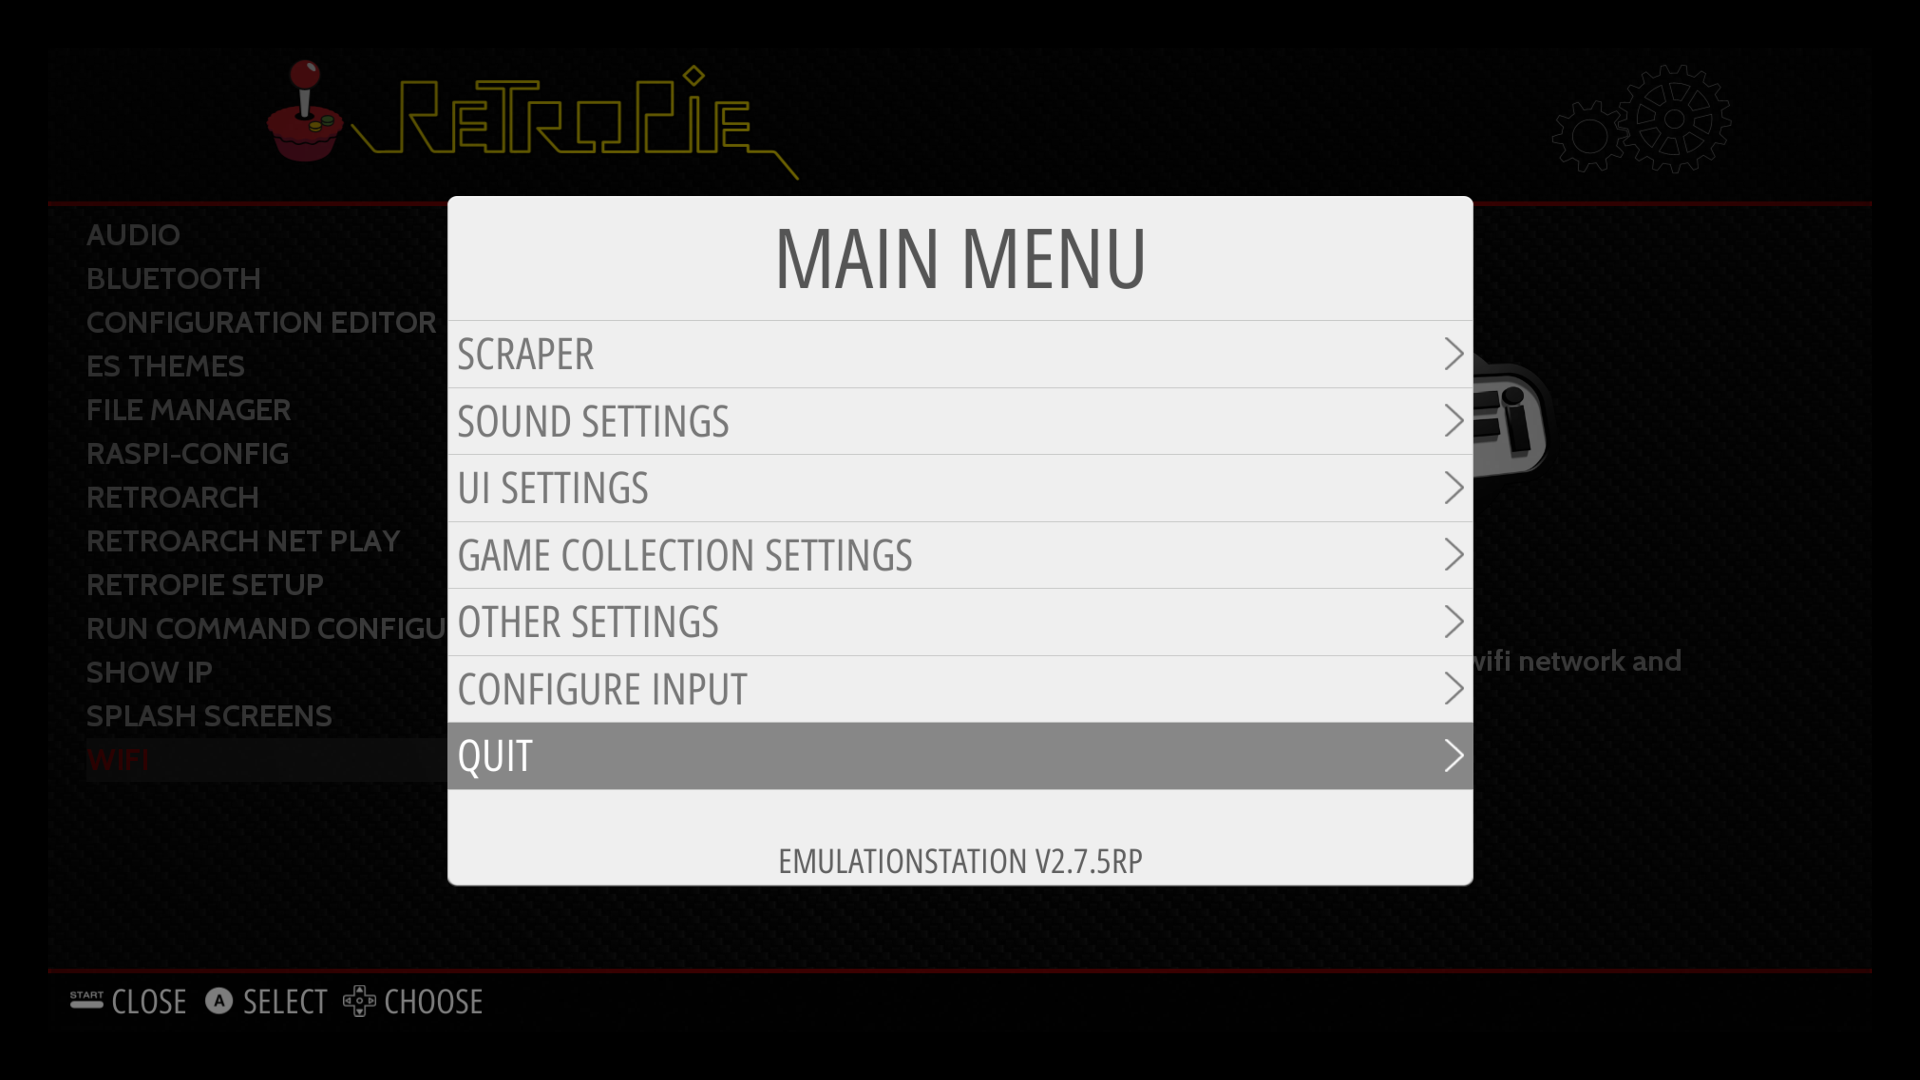 RETROPIE
AUDIO
BLUETOOTH
CONFIGURATION EDITOR
ES THEMES
FILE MANAGER
RASPI-CONFIG
RETROARCH
RETROARCH NET PLAY
RETROPIE SETUP
RUN COMMAND CONFIGU
SHOW IP
SPLASH SCREENS
WIFI
MAIN MENU
SCRAPER
SOUND SETTINGS
UI SETTINGS
GAME COLLECTION SETTINGS
OTHER SETTINGS
CONFIGURE INPUT
QUIT
EMULATIONSTATION V2.7.5RP
Fi
wifi network and
START CLOSE A SELECT CHOOSE